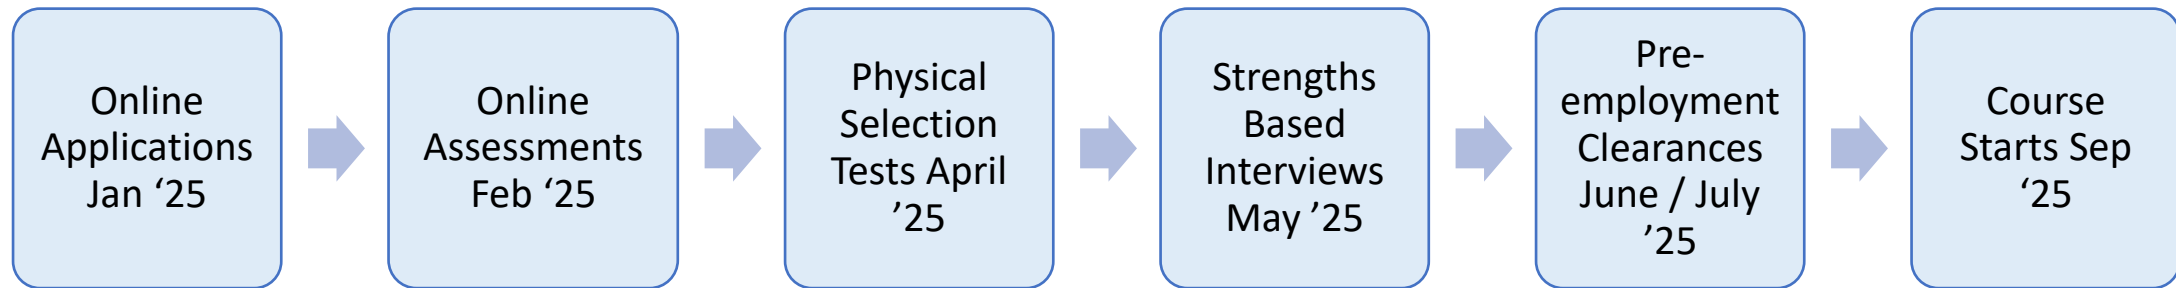 Online
Applications
Jan ‘25
Online
Assessments
Feb ‘25
Physical
Selection
Tests April
’25
Strengths
Based
Interviews
May ’25
Pre-
employment
Clearances
June / July
’25
Course
Starts Sep
‘25